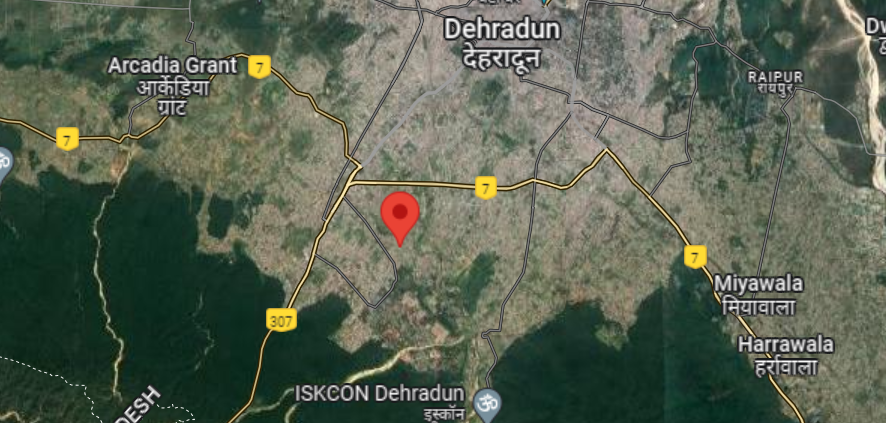 Dehradun
देहरादून
Arcadia Grant
आर्केडिया
ग्रांट
7
RAIPUR
रायपुर
7
7
7
Miyawala
मियावाला
307
Harrawala
हर्रावाला
ISKCON Dehradun
इस्कॉन
DESH